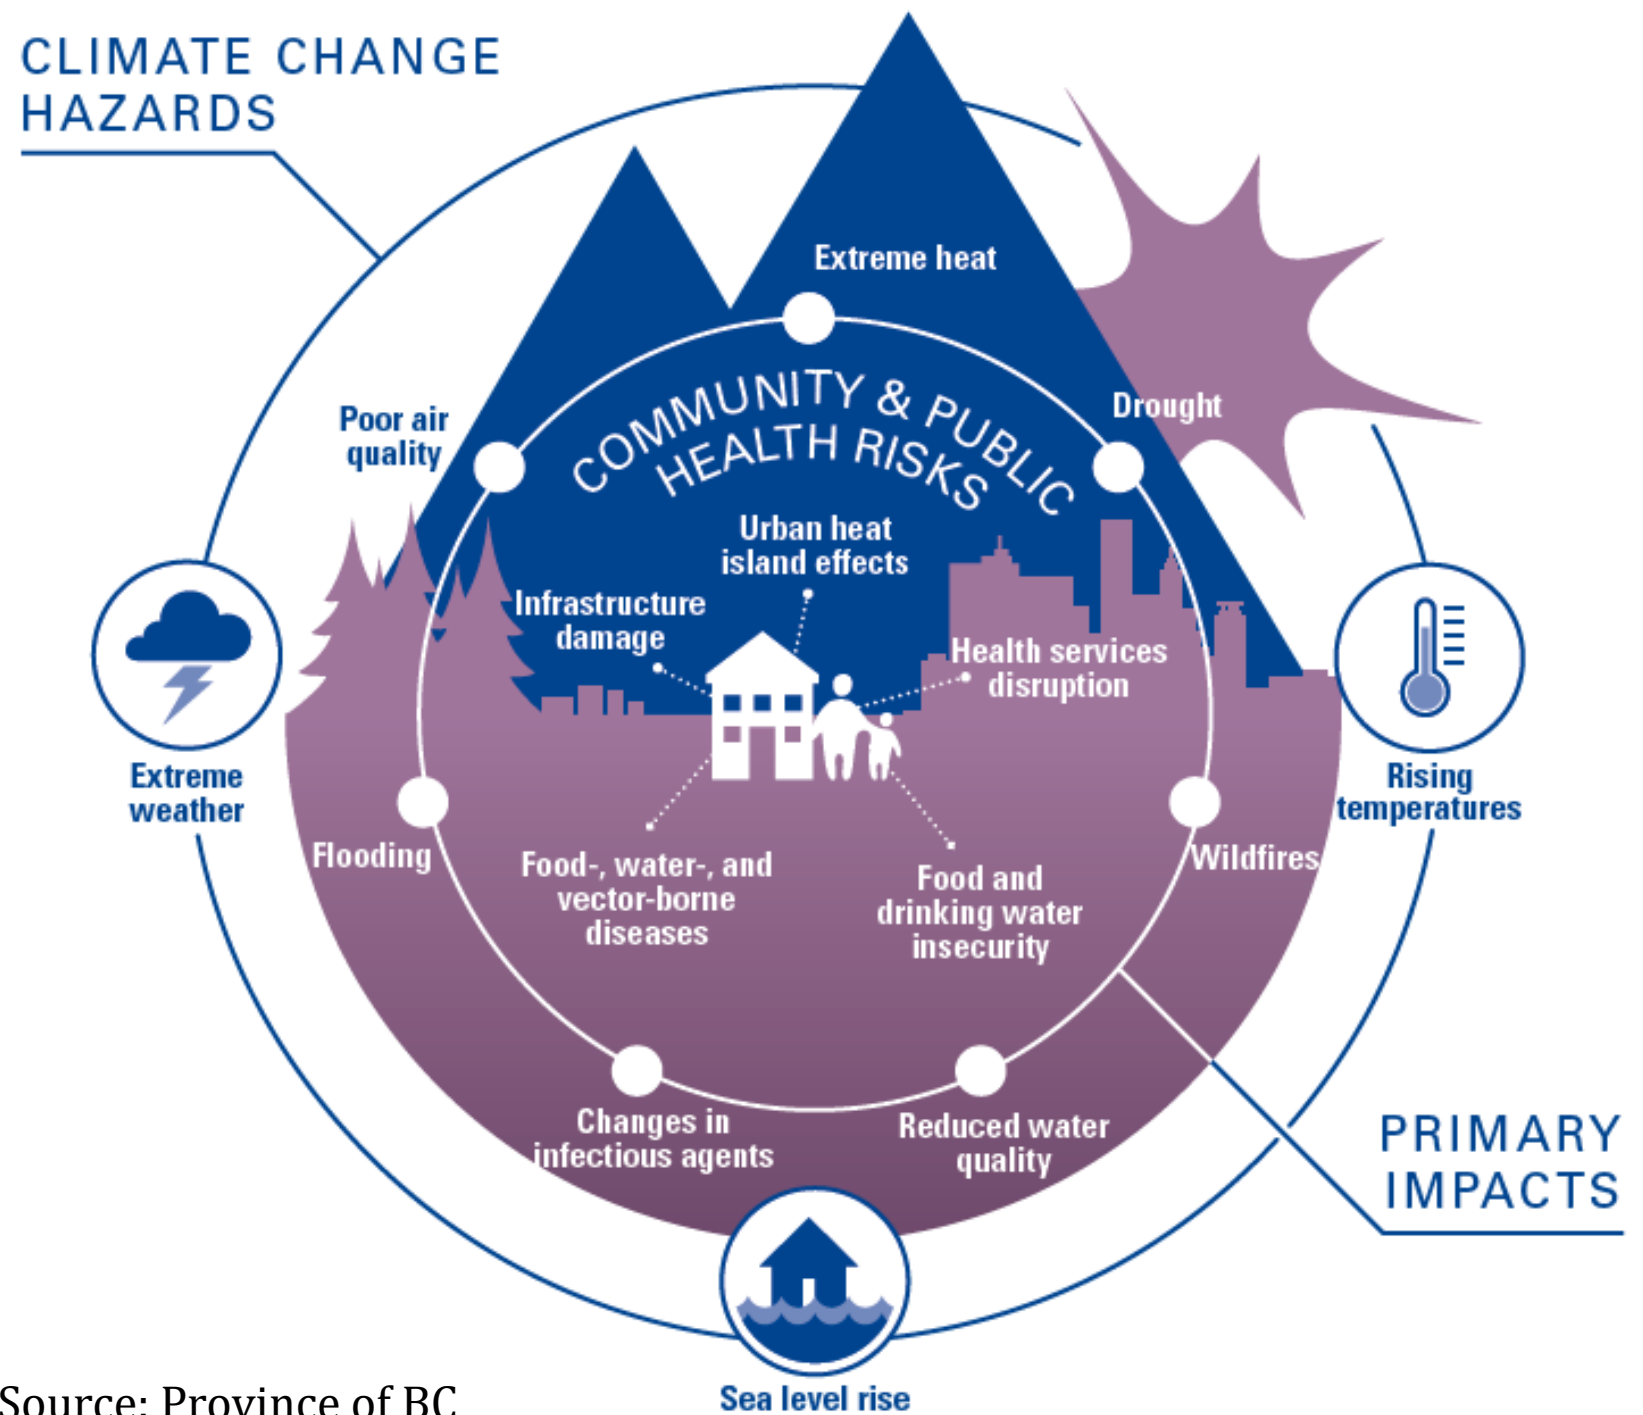 CLIMATE CHANGE
HAZARDS
Extreme heat
Poor air
quality
Drought
COMMUNITY & PUBLIC
HEALTH RISKS
Urban heat
island effects
Infrastructure
damage
Health services
disruption
Extreme
weather
Rising
temperatures
Flooding
Wildfires
Food-, water-, and
vector-borne
diseases
Food and
drinking water
insecurity
Changes in
infectious agents
Reduced water
quality
PRIMARY
IMPACTS
Sea level rise
Source: Province of BC